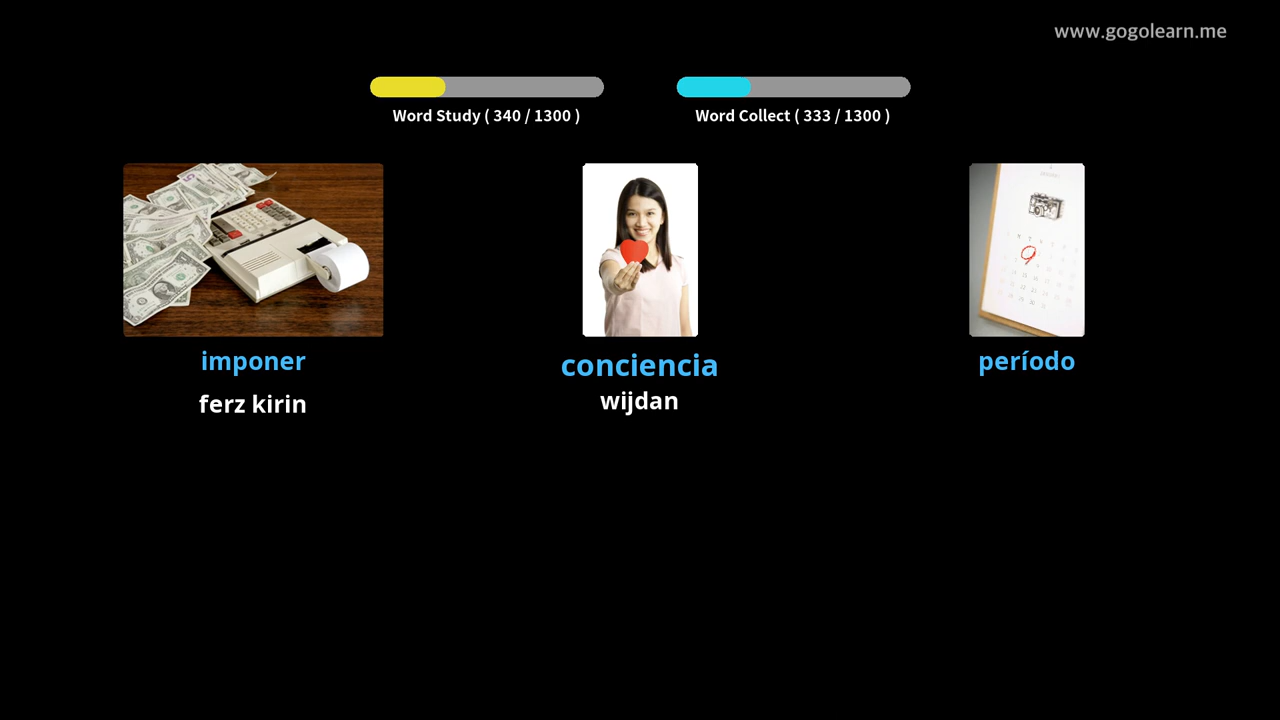 www.gogolearn.me
Word Study ( 340 / 1300 )
Word Collect ( 333 / 1300 )
imponer
conciencia
período
ferz kirin
wijdan